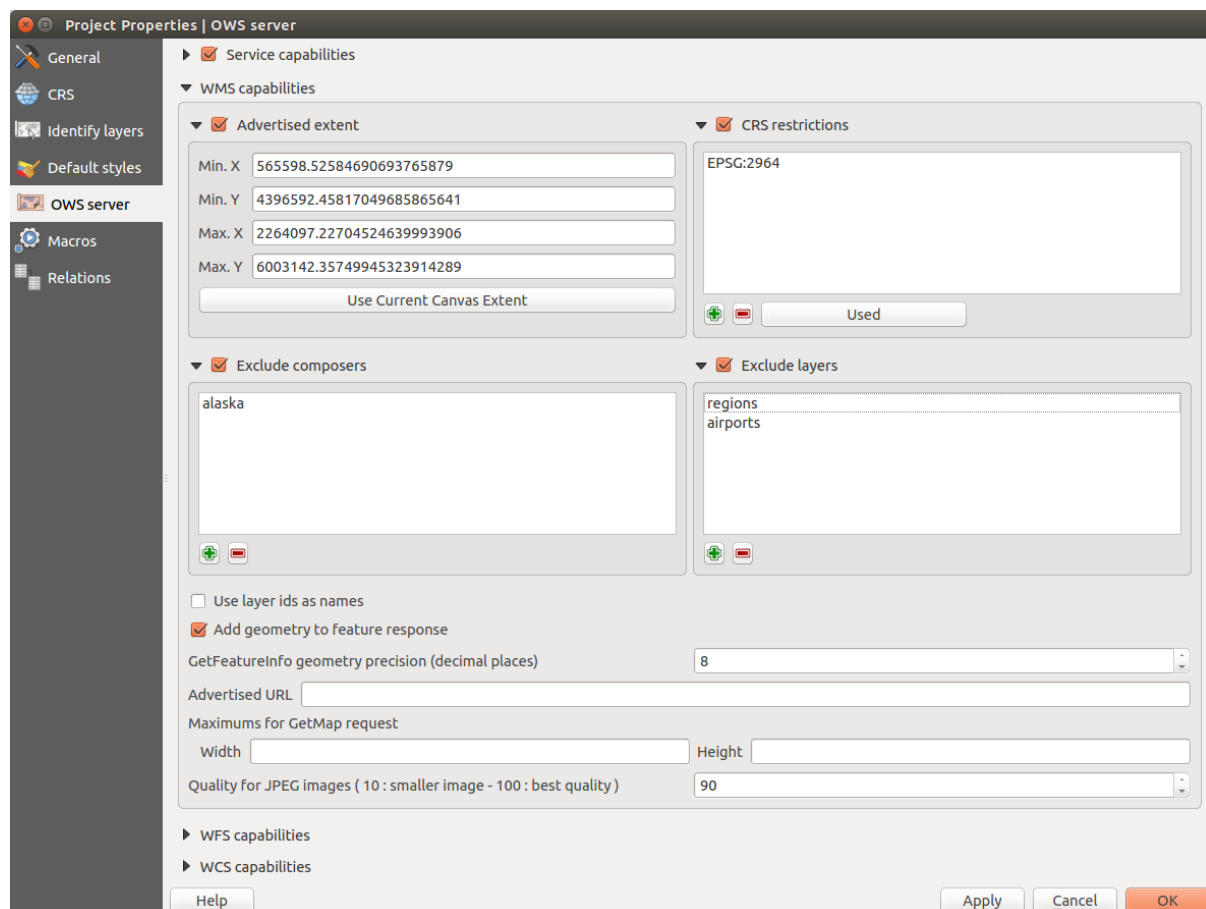 Project Properties | OWS server
General
CRS
Identify layers
Default styles
OWS server
Macros
Relations
Service capabilities
WMS capabilities
Advertised extent
Min. X 565598.52584690693765879
Min. Y 4396592.45817049685865641
Max. X 2264097.22704524639993906
Max. Y 6003142.35749945323914289
Use Current Canvas Extent
CRS restrictions
EPSG:2964
Used
Exclude composers
alaska
Exclude layers
regions
airports
Use layer ids as names
Add geometry to feature response
GetFeatureInfo geometry precision (decimal places) 8
Advertised URL
Maximums for GetMap request
Width Height
Quality for JPEG images ( 10 : smaller image - 100 : best quality ) 90
WFS capabilities
WCS capabilities
Help Apply Cancel OK